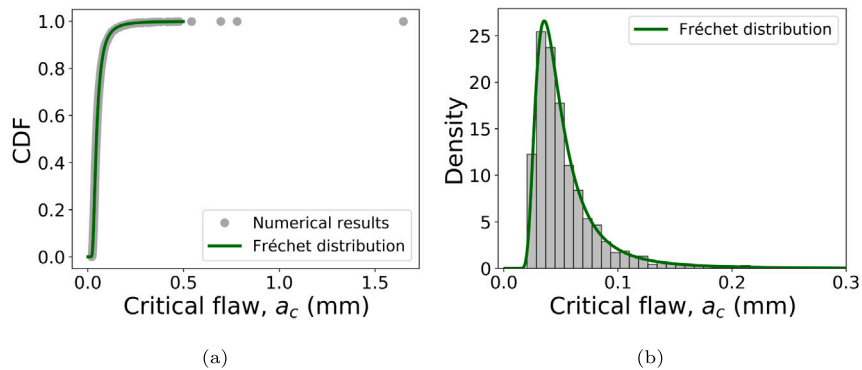 1.0
0.8
0.6
0.4
0.2
0.0
CDF
Numerical results
Fréchet distribution
0.0 0.5 1.0 1.5
Critical flaw, a_c (mm)
(a)
25
20
15
10
5
0
Density
Fréchet distribution
0.0 0.1 0.2 0.3
Critical flaw, a_c (mm)
(b)